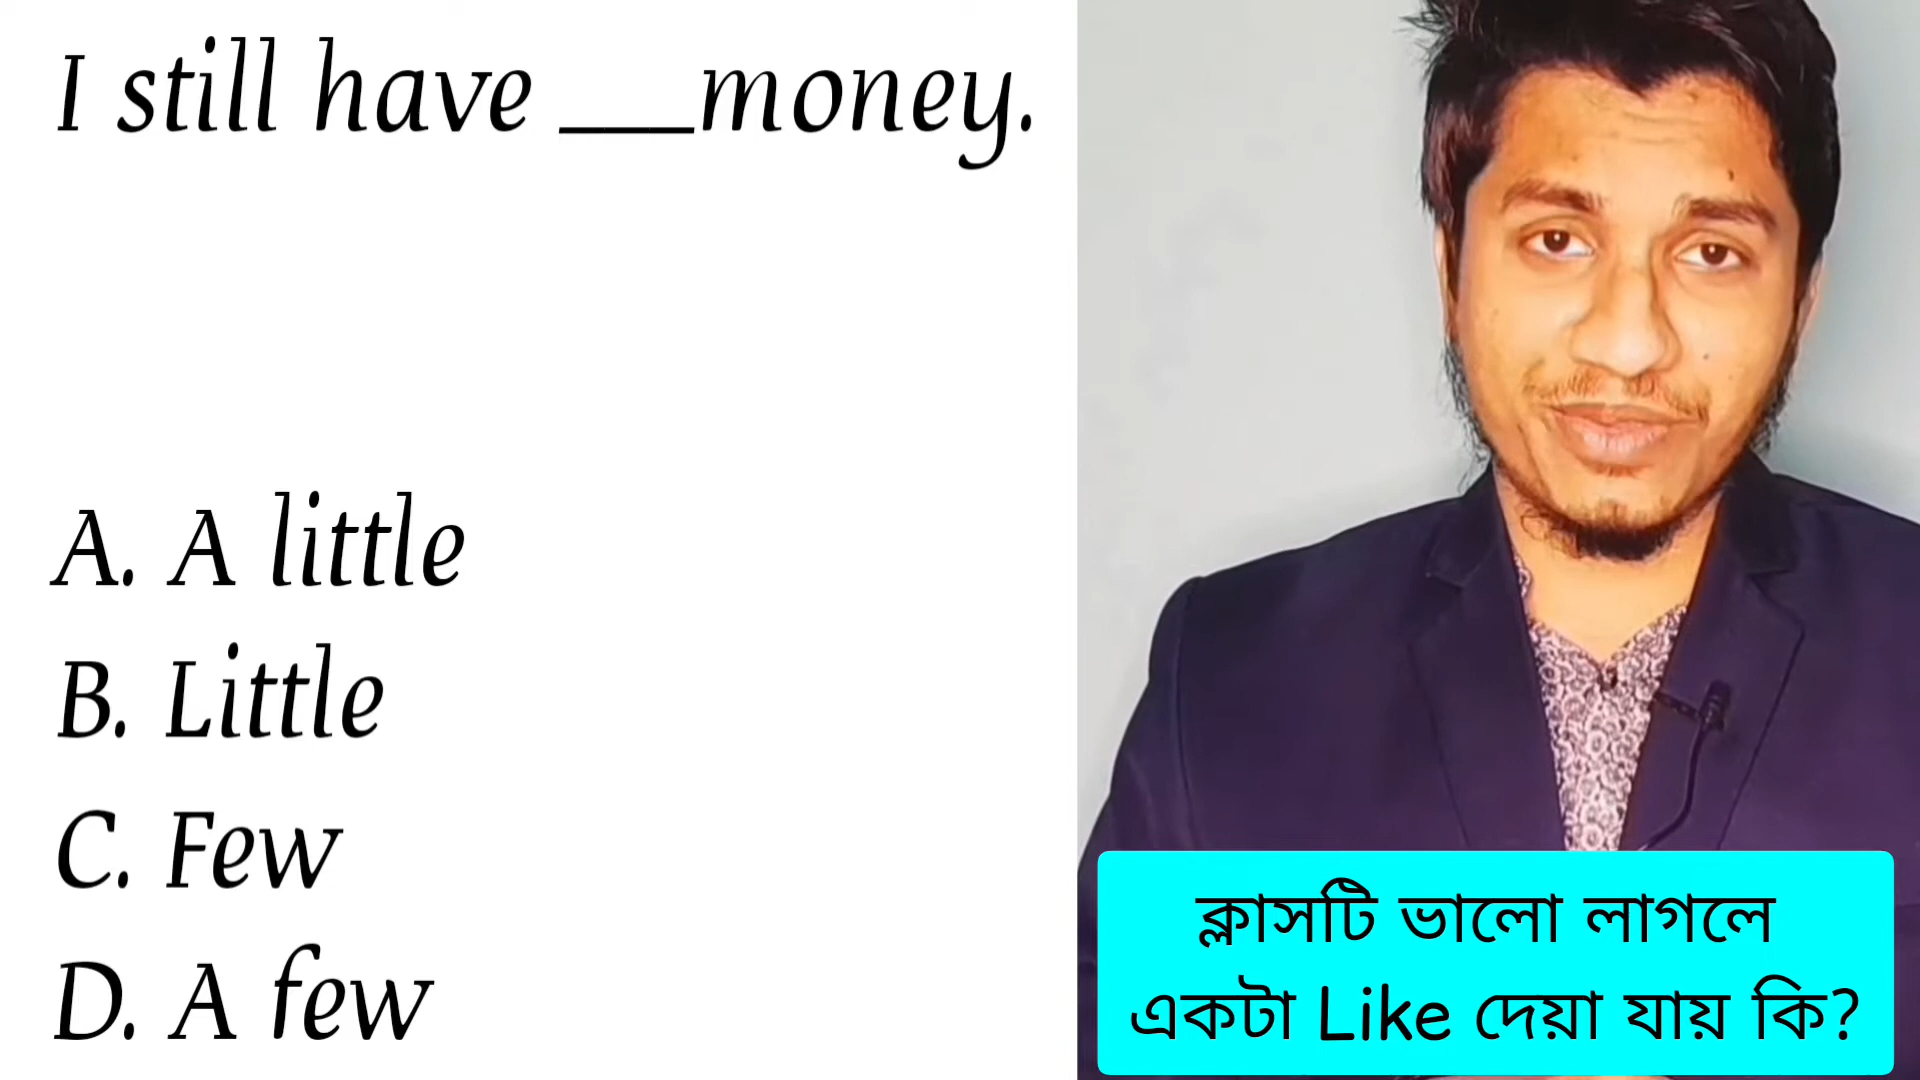 I still have ___money.
A. A little
B. Little
C. Few
D. A few
ক্লাসটি ভালো লাগলে
একটা Like দেয়া যায় কি?